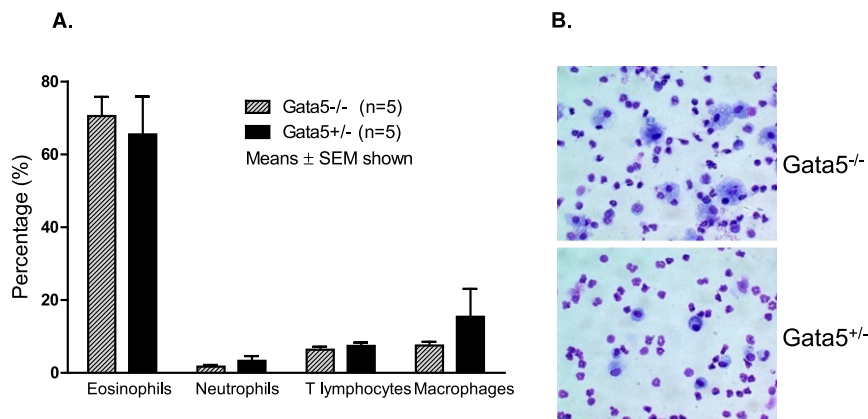 A.
B.
80
60
40
20
0
Percentage (%)
Gata5-/- (n=5)
Gata5+/- (n=5)
Means ± SEM shown
Eosinophils Neutrophils T lymphocytes Macrophages
Gata5-/-
Gata5+/-